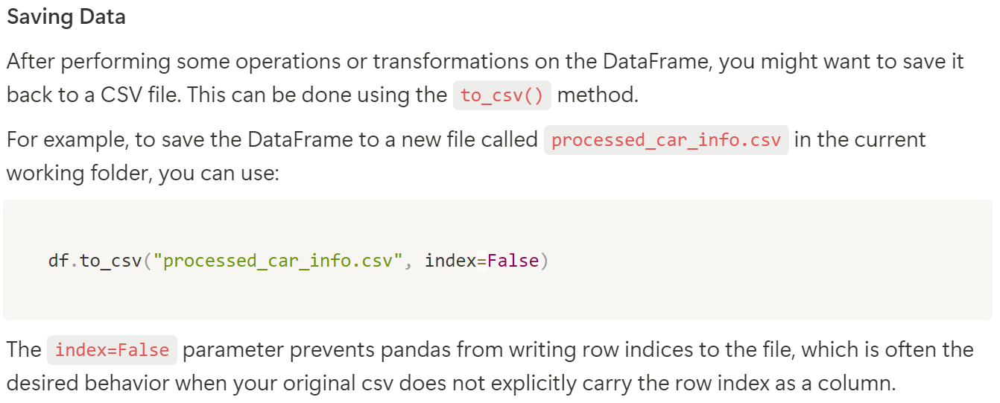 Saving Data
After performing some operations or transformations on the DataFrame, you might want to save it
back to a CSV file. This can be done using the to_csv() method.
For example, to save the DataFrame to a new file called processed_car_info.csv in the current
working folder, you can use:
df.to_csv("processed_car_info.csv", index=False)
The index=False parameter prevents pandas from writing row indices to the file, which is often the
desired behavior when your original csv does not explicitly carry the row index as a column.